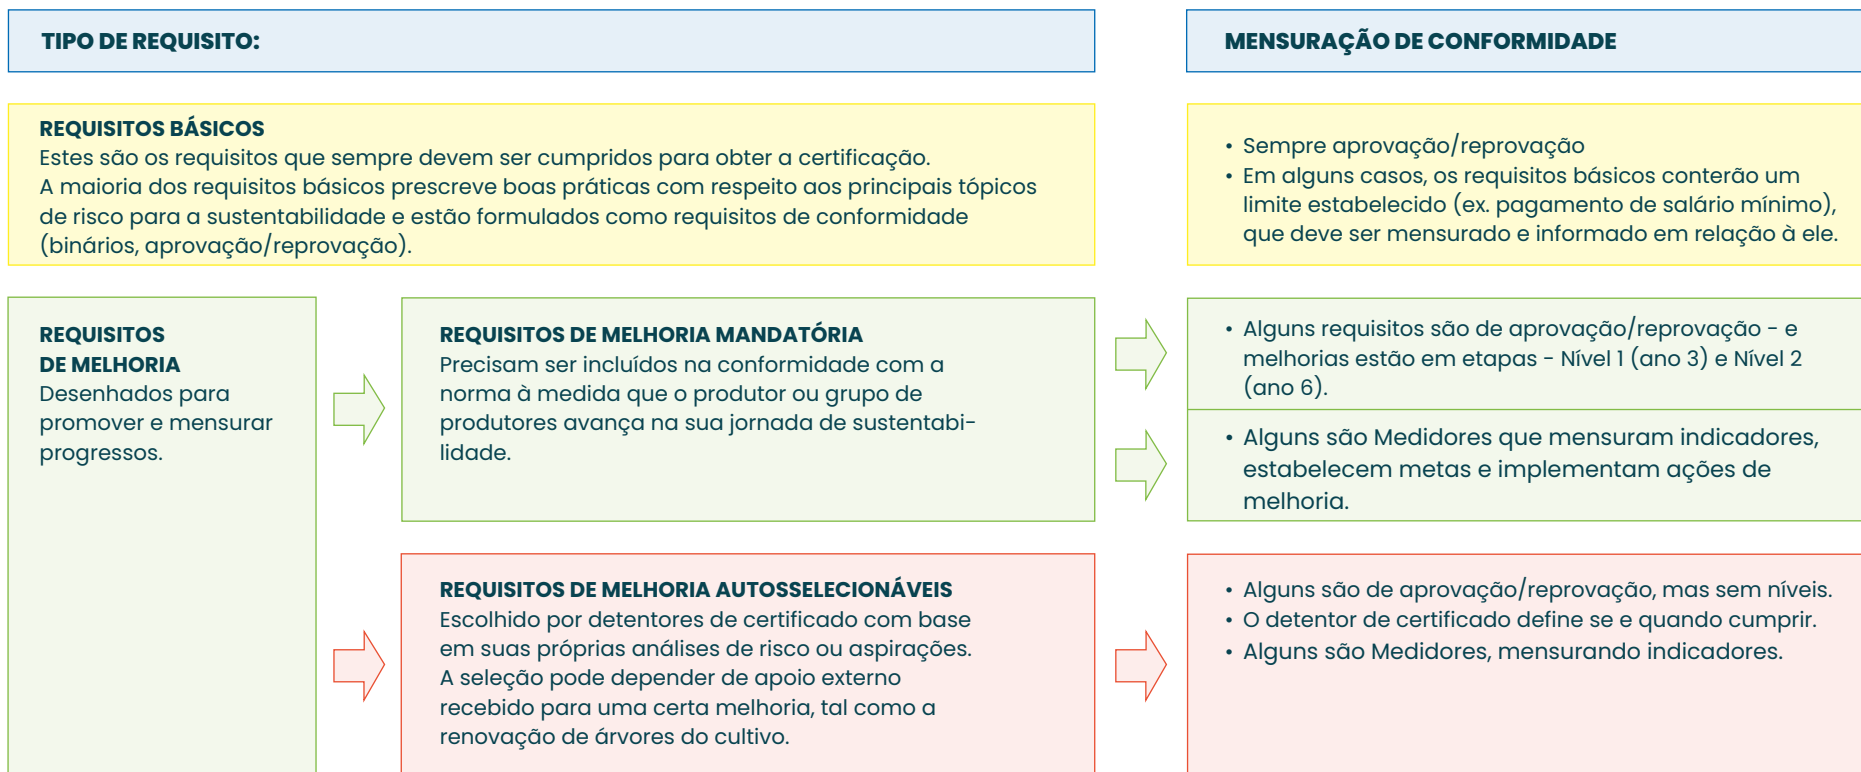 TIPO DE REQUISITO:
MENSURAÇÃO DE CONFORMIDADE
REQUISITOS BÁSICOS
Estes são os requisitos que sempre devem ser cumpridos para obter a certificação.
A maioria dos requisitos básicos prescreve boas práticas com respeito aos principais tópicos
de risco para a sustentabilidade e estão formulados como requisitos de conformidade
(binários, aprovação/reprovação).
• Sempre aprovação/reprovação
• Em alguns casos, os requisitos básicos conterão um
limite estabelecido (ex. pagamento de salário mínimo),
que deve ser mensurado e informado em relação à ele.
REQUISITOS
DE MELHORIA
Desenhados para
promover e mensurar
progressos.
REQUISITOS DE MELHORIA MANDATÓRIA
Precisam ser incluídos na conformidade com a
norma à medida que o produtor ou grupo de
produtores avança na sua jornada de sustentabi-
lidade.
• Alguns requisitos são de aprovação/reprovação - e
melhorias estão em etapas - Nível 1 (ano 3) e Nível 2
(ano 6).
• Alguns são Medidores que mensuram indicadores,
estabelecem metas e implementam ações de
melhoria.
REQUISITOS DE MELHORIA AUTOSSELECIONÁVEIS
Escolhido por detentores de certificado com base
em suas próprias análises de risco ou aspirações.
A seleção pode depender de apoio externo
recebido para uma certa melhoria, tal como a
renovação de árvores do cultivo.
• Alguns são de aprovação/reprovação, mas sem níveis.
• O detentor de certificado define se e quando cumprir.
• Alguns são Medidores, mensurando indicadores.